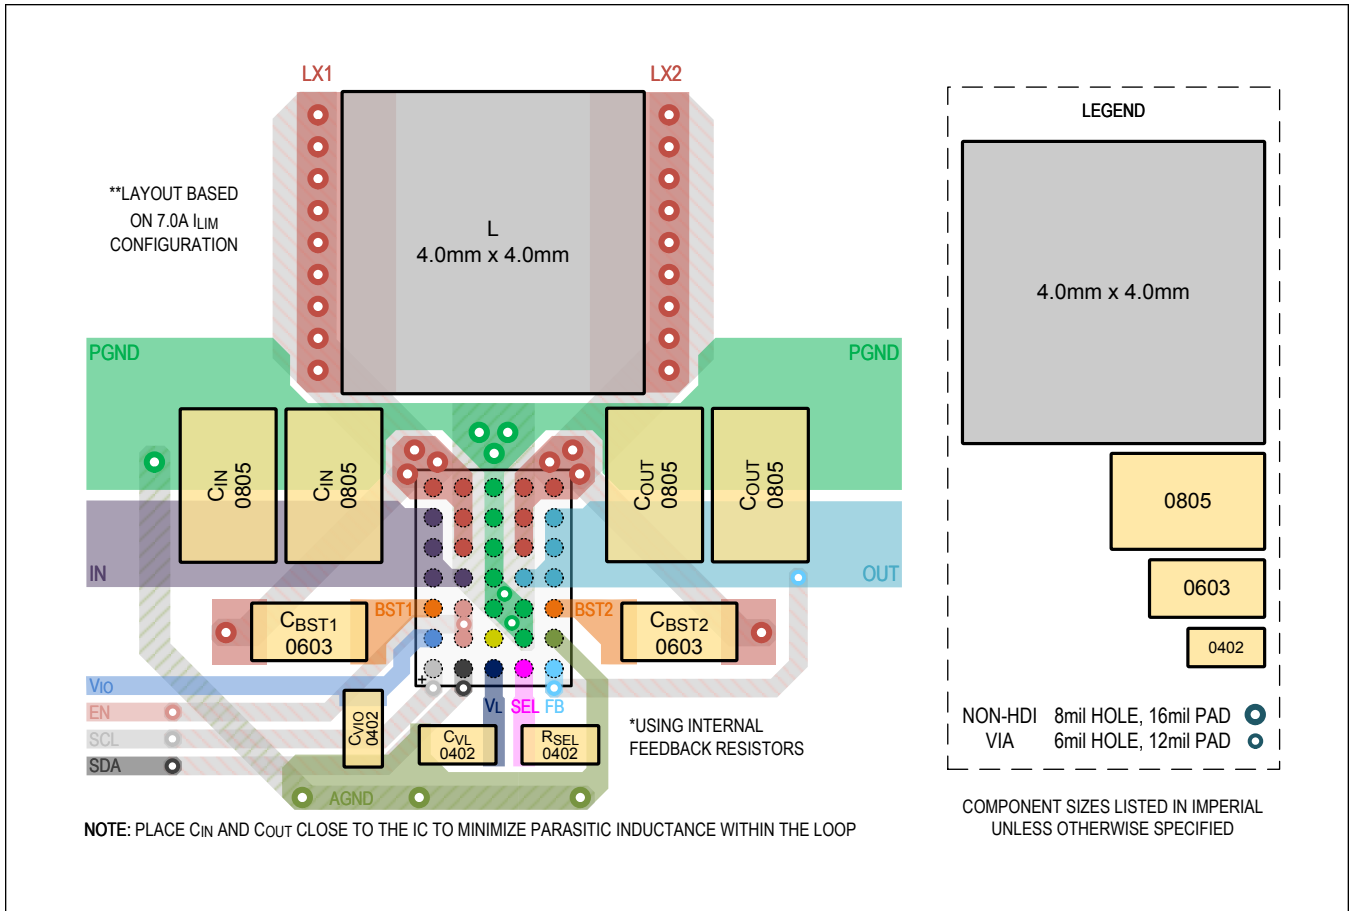 LX1
LX2
**LAYOUT BASED
ON 7.0A ILIM
CONFIGURATION
L
4.0mm x 4.0mm
PGND
PGND
CIN
0805
CIN
0805
COUT
0805
COUT
0805
IN
OUT
BST1
BST2
CBST1
0603
CBST2
0603
VIO
EN
SCL
SDA
+
VL
SEL
FB
CVIO
0402
CVL
0402
RSEL
0402
*USING INTERNAL
FEEDBACK RESISTORS
AGND
NOTE: PLACE CIN AND COUT CLOSE TO THE IC TO MINIMIZE PARASITIC INDUCTANCE WITHIN THE LOOP
LEGEND
4.0mm x 4.0mm
0805
0603
0402
NON-HDI 8mil HOLE, 16mil PAD
VIA 6mil HOLE, 12mil PAD
COMPONENT SIZES LISTED IN IMPERIAL
UNLESS OTHERWISE SPECIFIED